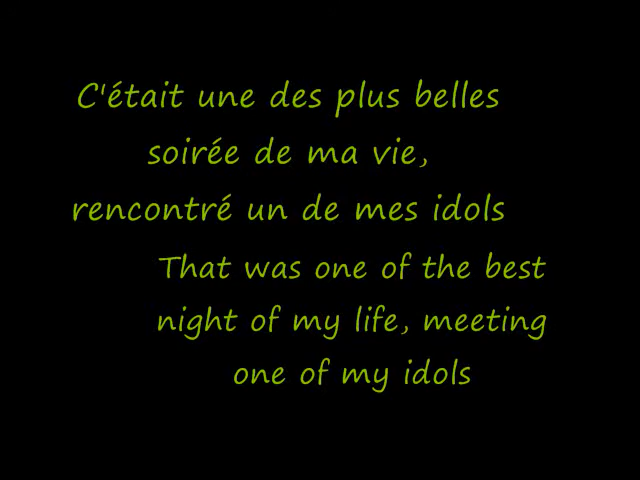 C'était une des plus belles
soirée de ma vie,
rencontré un de mes idols
That was one of the best
night of my life, meeting
one of my idols